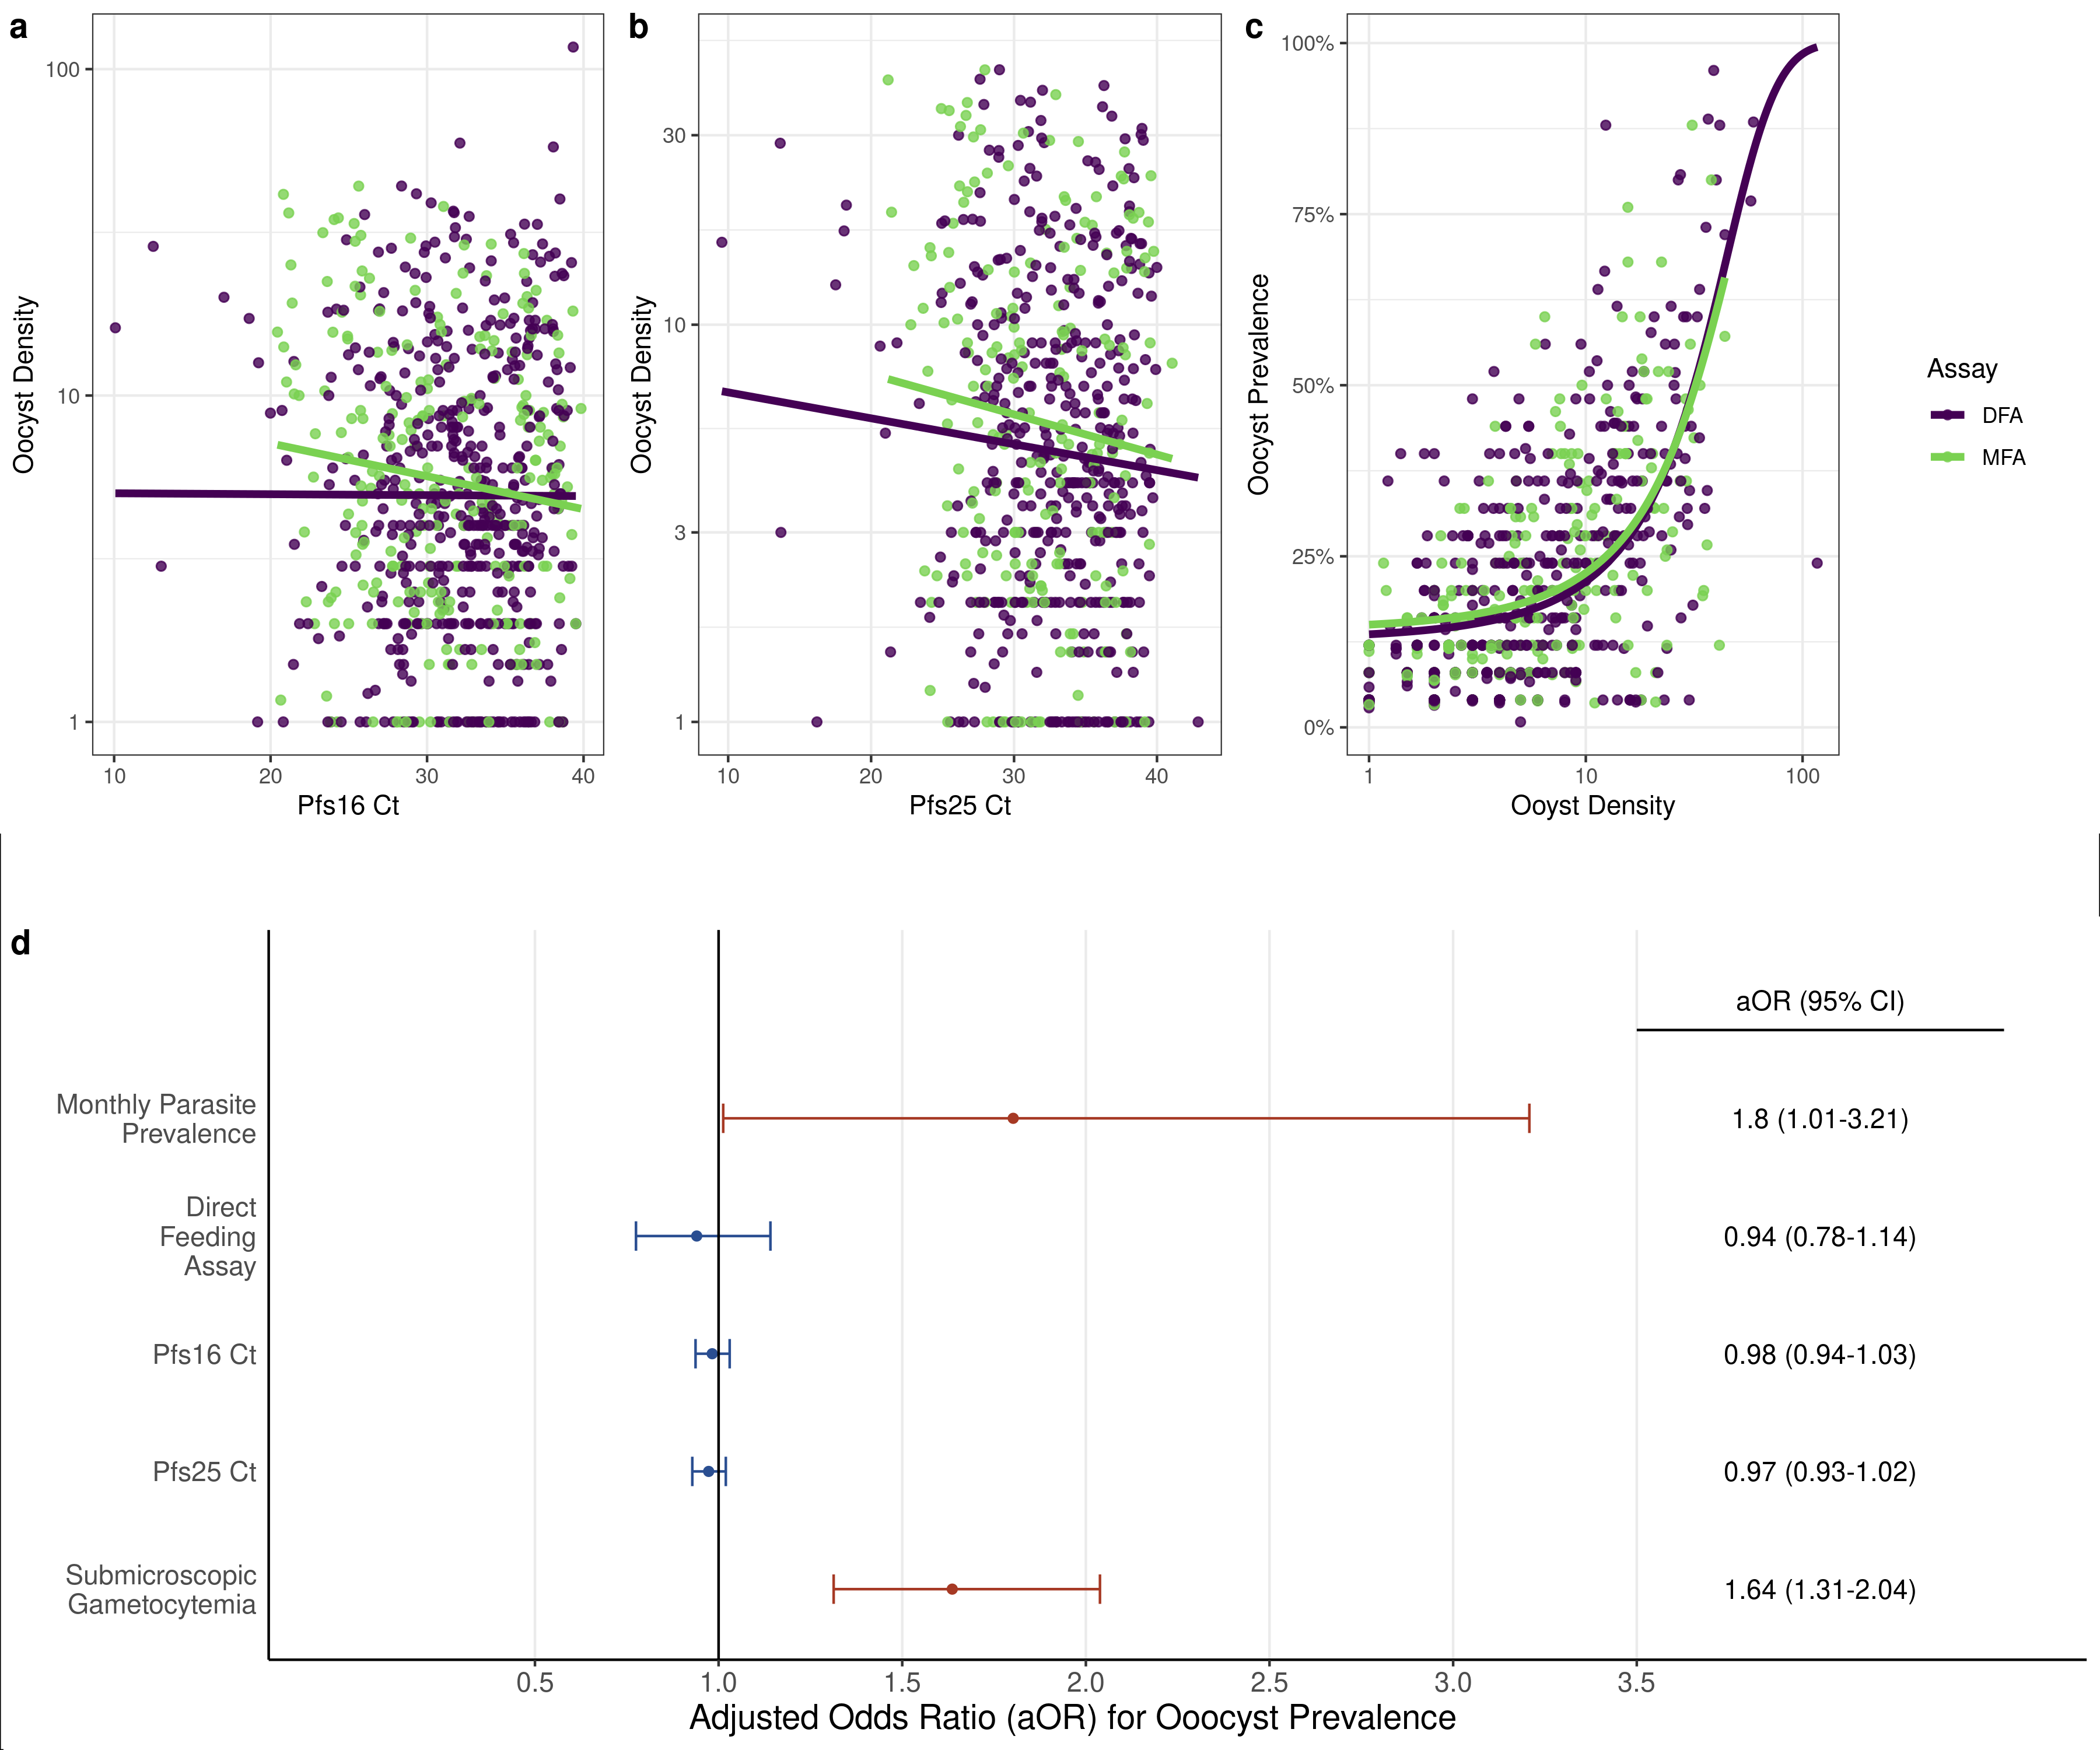 a
100
10
1
Oocyst Density
10 20 30 40
Pfs16 Ct
b
30
10
3
1
Oocyst Density
10 20 30 40
Pfs25 Ct
c
100%
75%
50%
25%
0%
Oocyst Prevalence
1 10 100
Ooyst Density
Assay
DFA
MFA
d
aOR (95% CI)
Monthly Parasite
Prevalence
1.8 (1.01-3.21)
Direct
Feeding
Assay
0.94 (0.78-1.14)
Pfs16 Ct
0.98 (0.94-1.03)
Pfs25 Ct
0.97 (0.93-1.02)
Submicroscopic
Gametocytemia
1.64 (1.31-2.04)
0.5 1.0 1.5 2.0 2.5 3.0 3.5
Adjusted Odds Ratio (aOR) for Ooocyst Prevalence